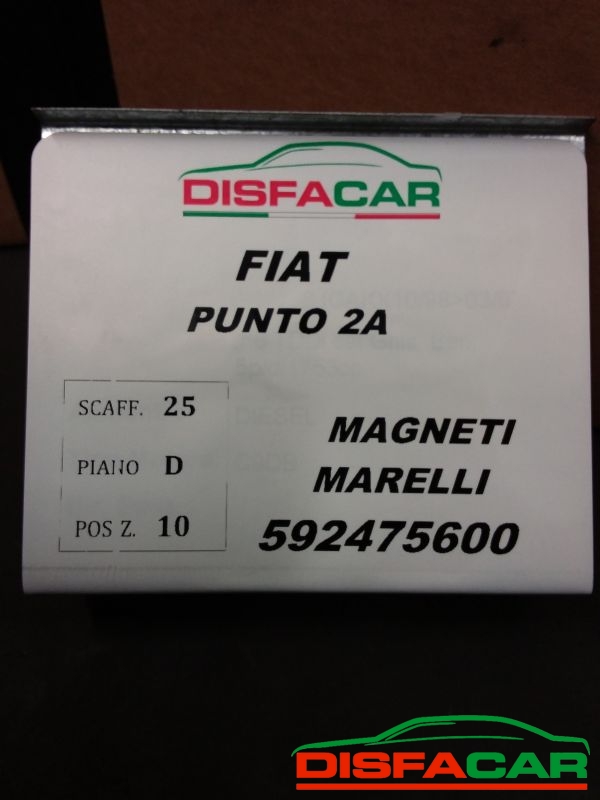 DISFACAR
FIAT
PUNTO 2A
SCAFF. 25
PIANO D
POS Z. 10
MAGNETI
MARELLI
592475600
DISFACAR